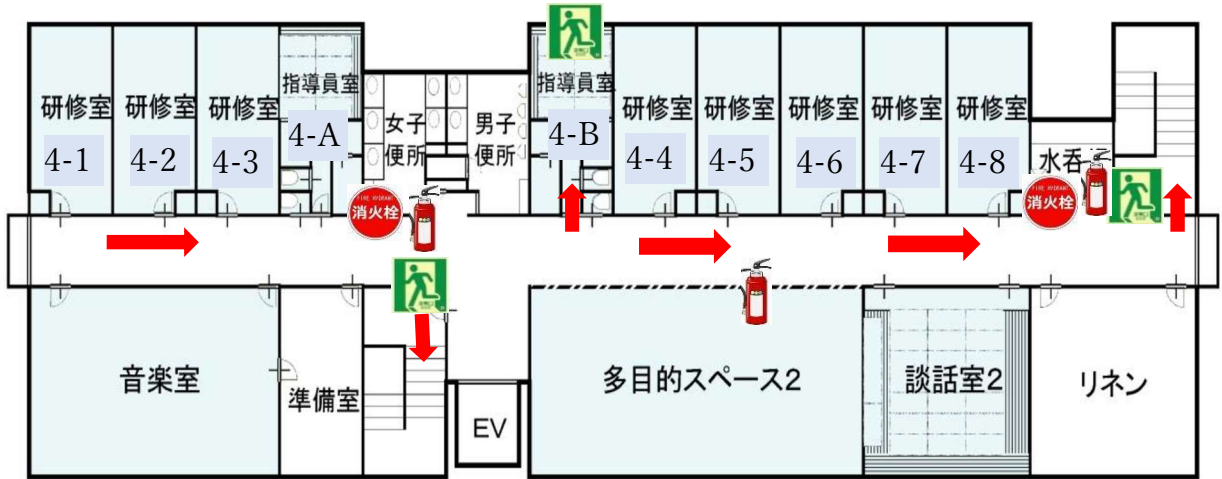 研修室
4-1
研修室
4-2
研修室
4-3
指導員室
4-A
女子
便所
男子
便所
指導員室
4-B
研修室
4-4
研修室
4-5
研修室
4-6
研修室
4-7
研修室
4-8
水呑
FIRE HYDRANT
消火栓
FIRE HYDRANT
消火栓
音楽室
準備室
EV
多目的スペース2
談話室2
リネン